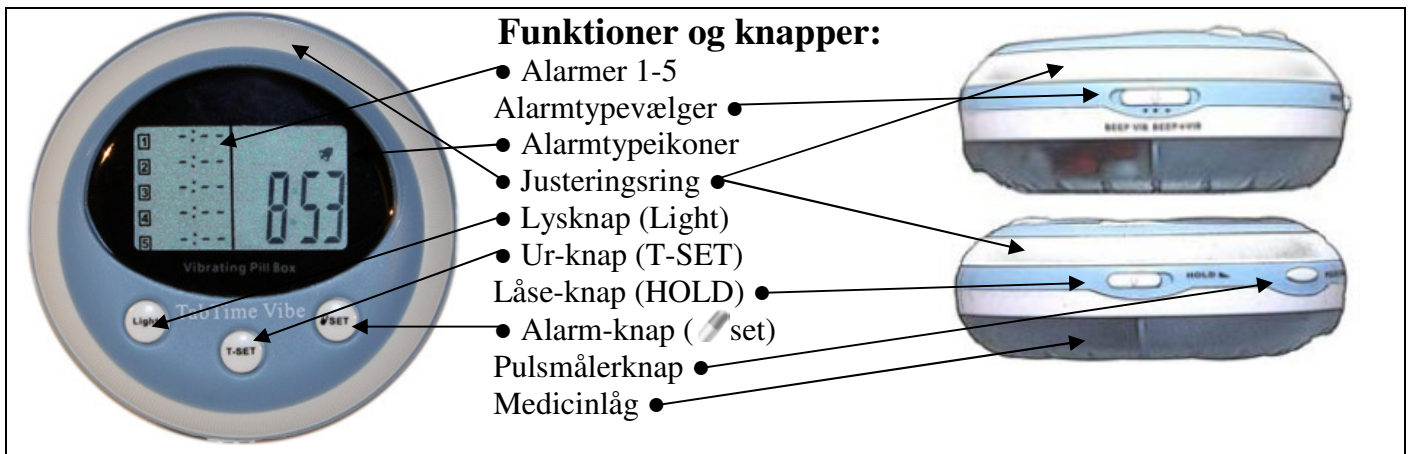 Funktioner og knapper:
● Alarmer 1-5
Alarmtypevælger ●
● Alarmtypeikoner
● Justeringsring ●
● Lysknap (Light)
● Ur-knap (T-SET)
Låse-knap (HOLD) ●
● Alarm-knap ( set)
Pulsmålerknap ●
Medicinlåg ●
1 -:--
2 -:--
3 -:--
4 -:--
5 -:--
8:53
Vibrating Pill Box
TabTime Vibe
Light
SET
T-SET
BEEP VIB BEEP+VIB
HOLD